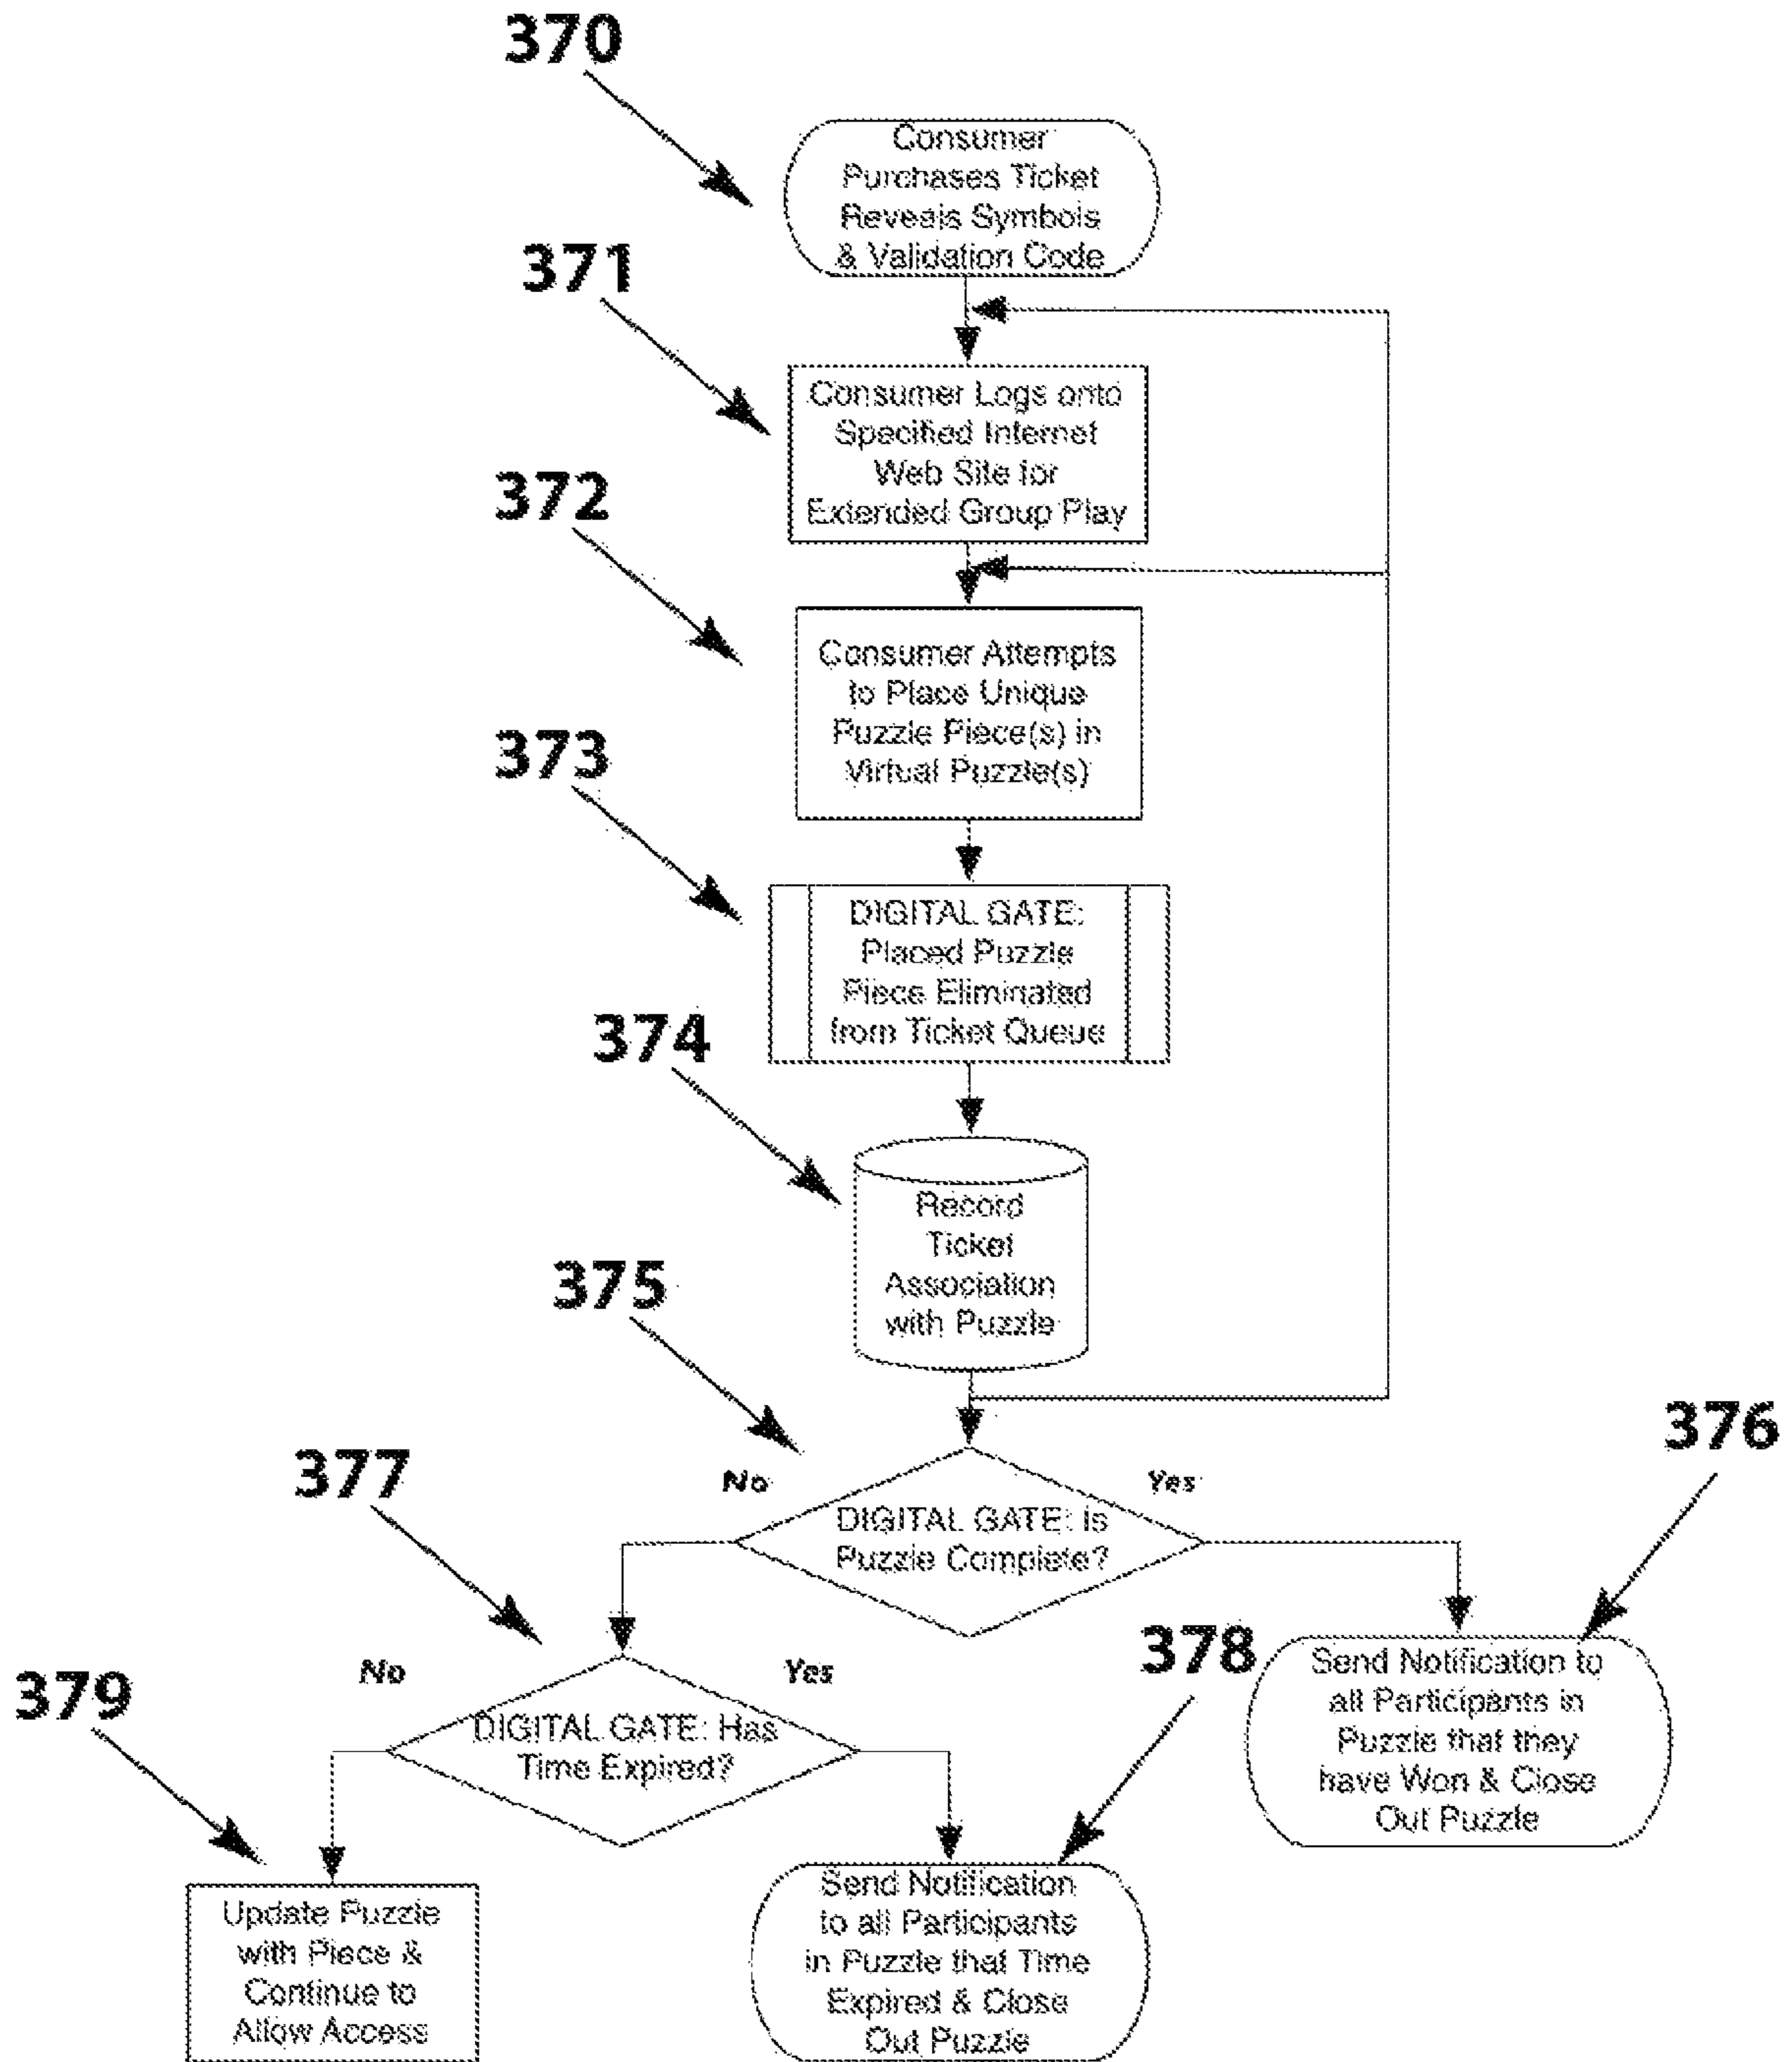 370
Consumer
Purchases Ticket
Reveals Symbols
& Validation Code
371
Consumer Logs onto
Specified Internet
Web Site for
Extended Group Play
372
Consumer Attempts
to Place Unique
Puzzle Piece(s) in
Virtual Puzzle(s)
373
DIGITAL GATE:
Placed Puzzle
Piece Eliminated
from Ticket Queue
374
Record
Ticket
Association
with Puzzle
375
No
Yes
DIGITAL GATE: Is
Puzzle Complete?
376
Send Notification to
all Participants in
Puzzle that they
have Won & Close
Out Puzzle
377
No
Yes
DIGITAL GATE: Has
Time Expired?
378
Send Notification
to all Participants
in Puzzle that Time
Expired & Close
Out Puzzle
379
Update Puzzle
with Piece &
Continue to
Allow Access